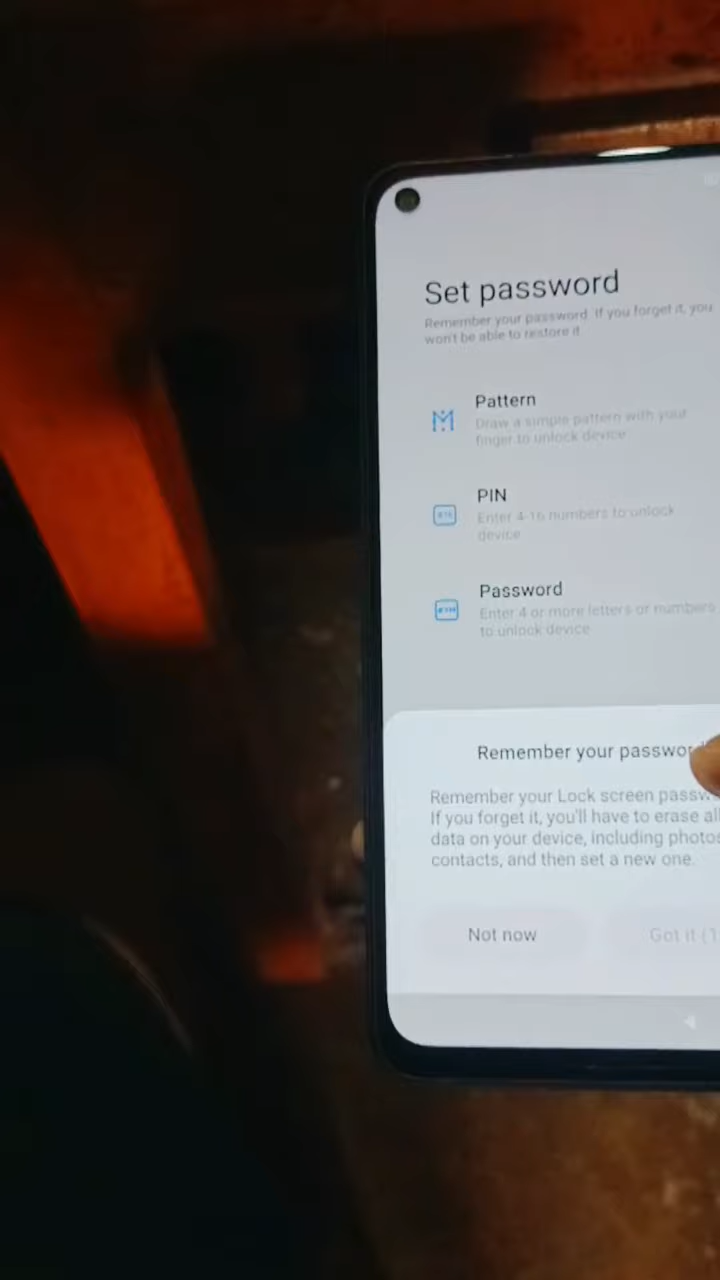 Set password
Remember your password. If you forget it, you
won't be able to restore it.
Pattern
Draw a simple pattern with your
finger to unlock device
PIN
Enter 4-16 numbers to unlock
device
Password
Enter 4 or more letters or numbers
to unlock device
Remember your
Remember your Lock screen
If you forget it, you'll have to erase all
data on your device, including
contacts, and then set a new one.
Not now
Got it